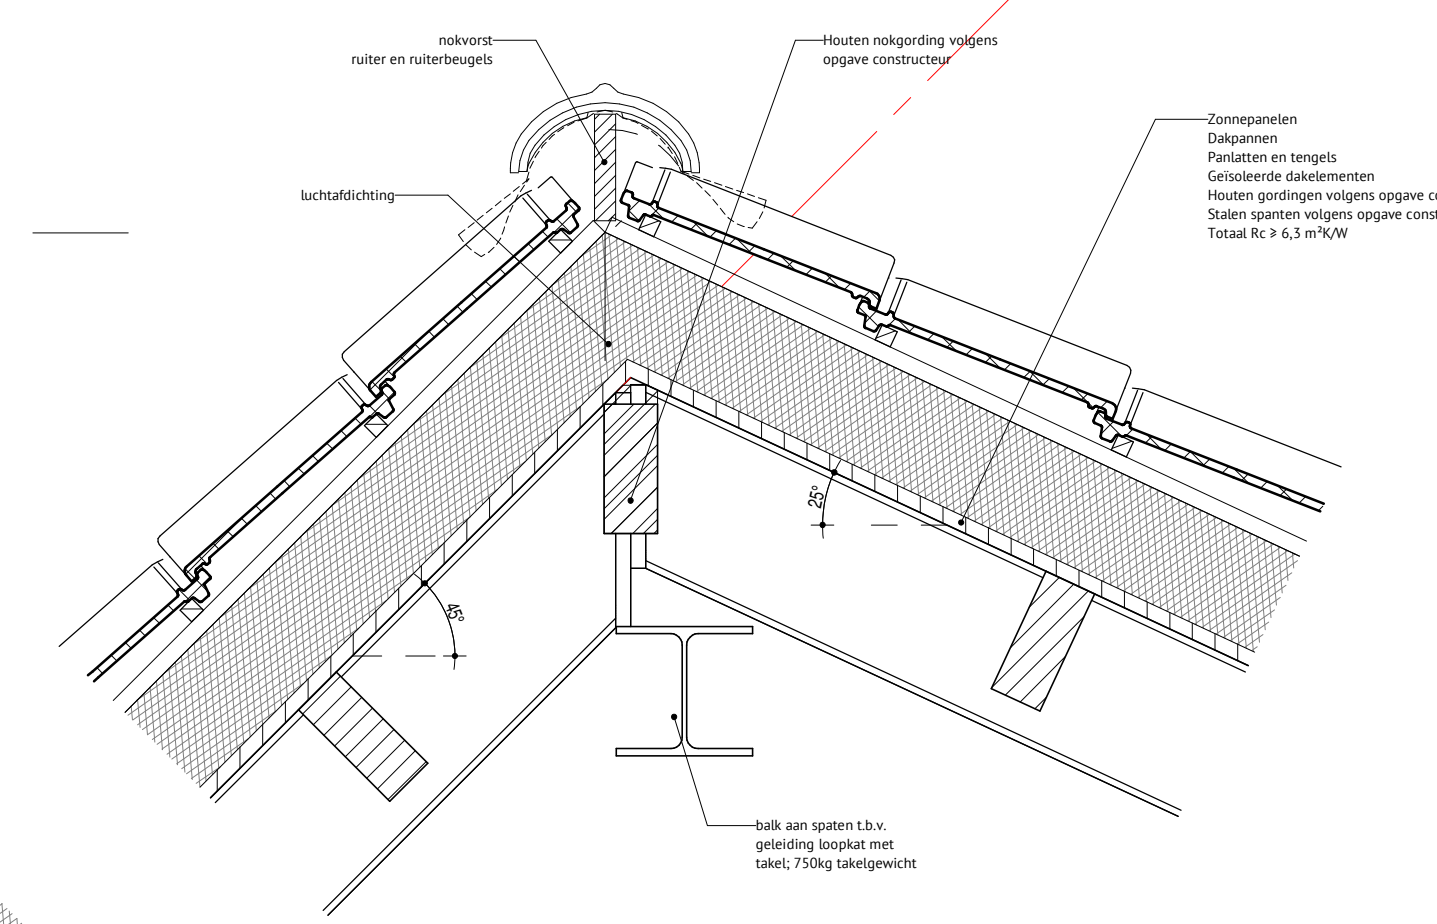 nokvorst
ruiter en ruiterbeugels
Houten nokgording volgens
opgave constructeur
Zonnepanelen
Dakpannen
Panlatten en tengels
Geïsoleerde dakelementen
Houten gordingen volgens opgave
Stalen spanten volgens opgave
Totaal Rc ≥ 6,3 m²K/W
luchtafdichting
25°
45°
balk aan spaten t.b.v.
geleiding loopkat met
takel; 750kg takelgewicht